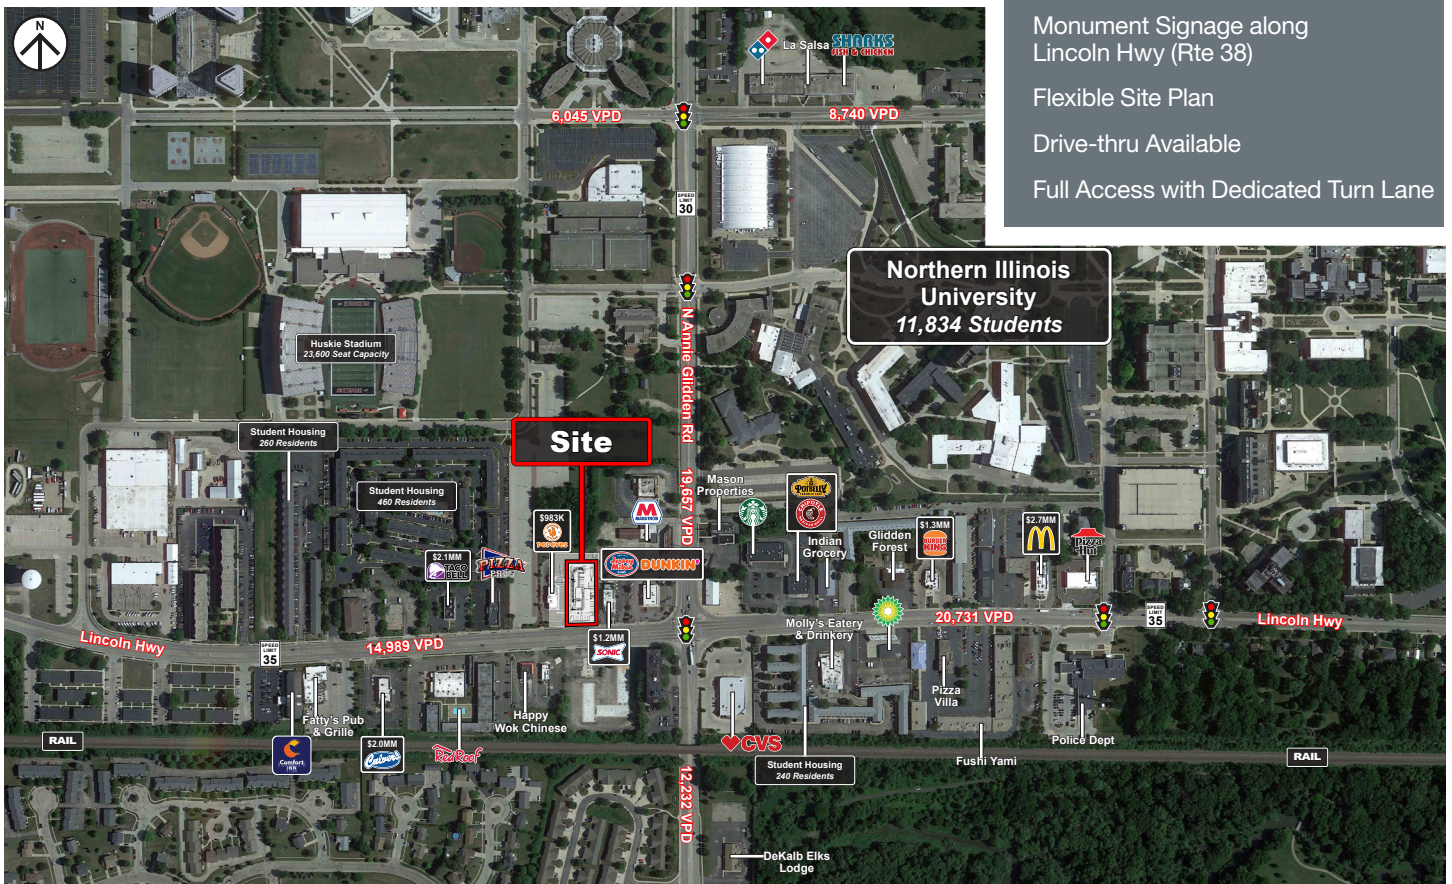 Monument Signage along
Lincoln Hwy (Rte 38)
Flexible Site Plan
Drive-thru Available
Full Access with Dedicated Turn Lane
N
La Salsa
SHARKS
FISH & CHICKEN
6,045 VPD
8,740 VPD
SPEED
LIMIT
30
Northern Illinois
University
11,834 Students
N Annie Glidden Rd
19,657 VPD
Huskie Stadium
23,600 Seat Capacity
Student Housing
260 Residents
Site
Student Housing
460 Residents
Mason
Properties
POTBELLY
CHIPOTLE
$983K
POPEYES
M
MARATHON
Indian
Grocery
Glidden
Forest
$1.3MM
BURGER
KING
$2.7MM
Pizza
Hut
$2.1MM
TACO
BELL
PIZZA
PROS
DUNKIN'
$1.2MM
SONIC
Molly's Eatery
& Drinkery
20,731 VPD
SPEED
LIMIT
35
Lincoln Hwy
Lincoln Hwy
14,989 VPD
SPEED
LIMIT
35
Fatty's Pub
& Grille
Happy
Wok Chinese
Pizza
Villa
RAIL
Comfort
INN
$2.0MM
Culver's
Red Roof
CVS
Student Housing
240 Residents
Fushi Yami
Police Dept
RAIL
12,232 VPD
DeKalb Elks
Lodge